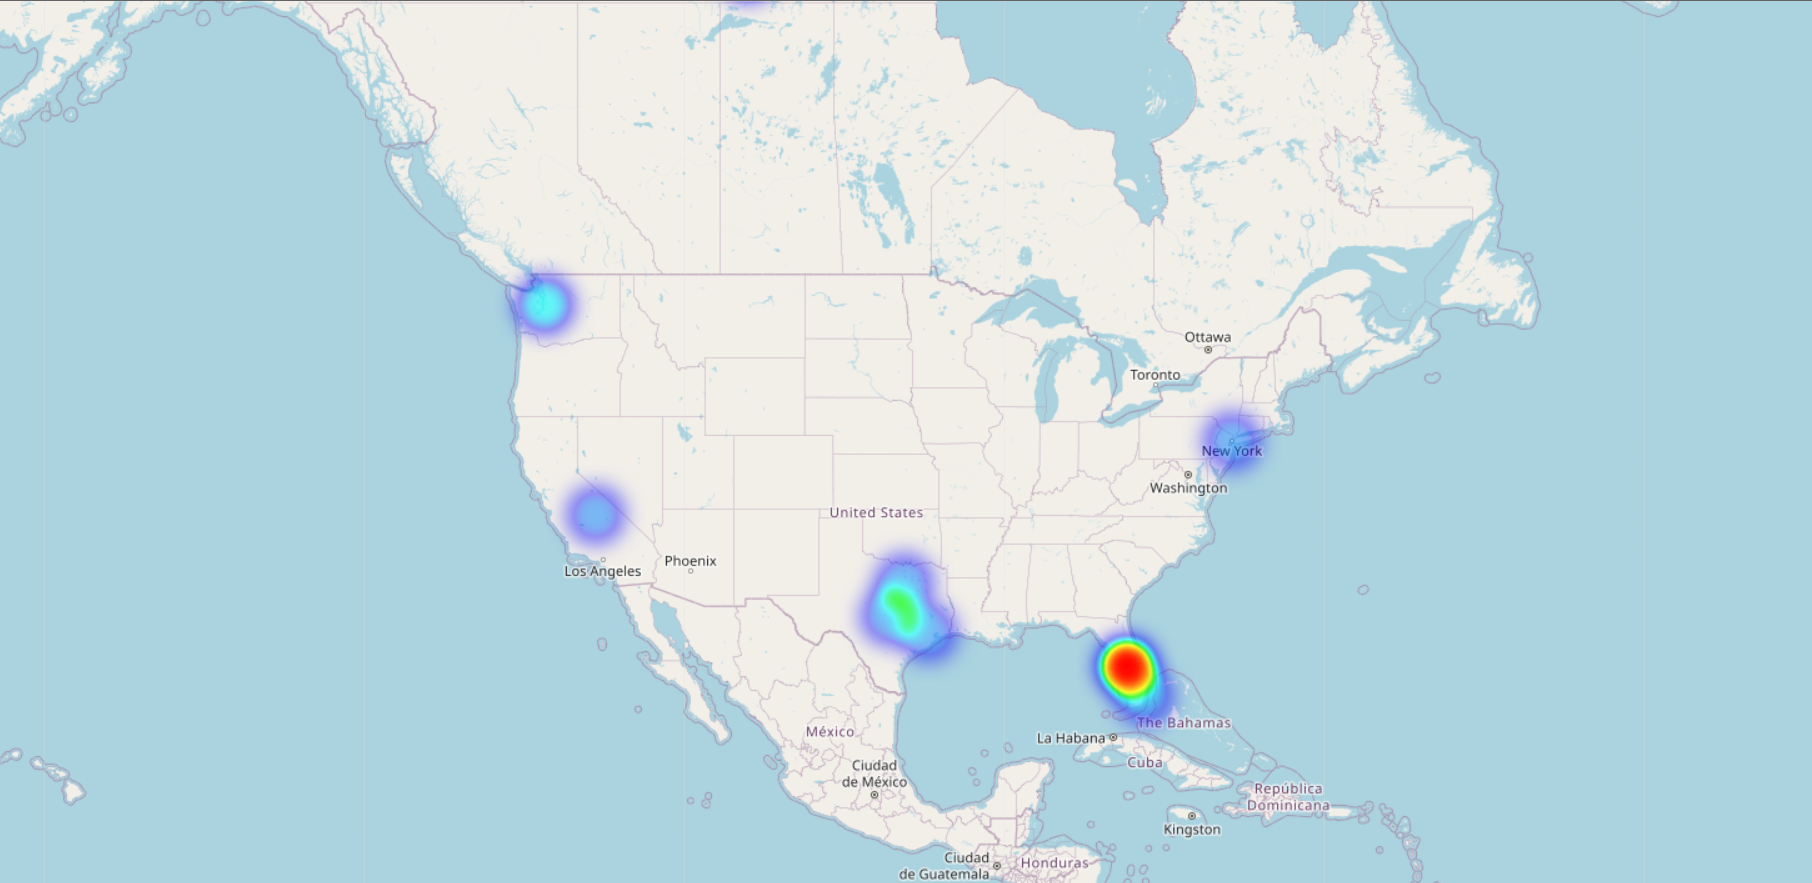 Ottawa
Toronto
New York
Washington
United States
Phoenix
Los Angeles
The Bahamas
México
La Habana
Cuba
Ciudad
de México
República
Dominicana
Kingston
Ciudad
de Guatemala
Honduras